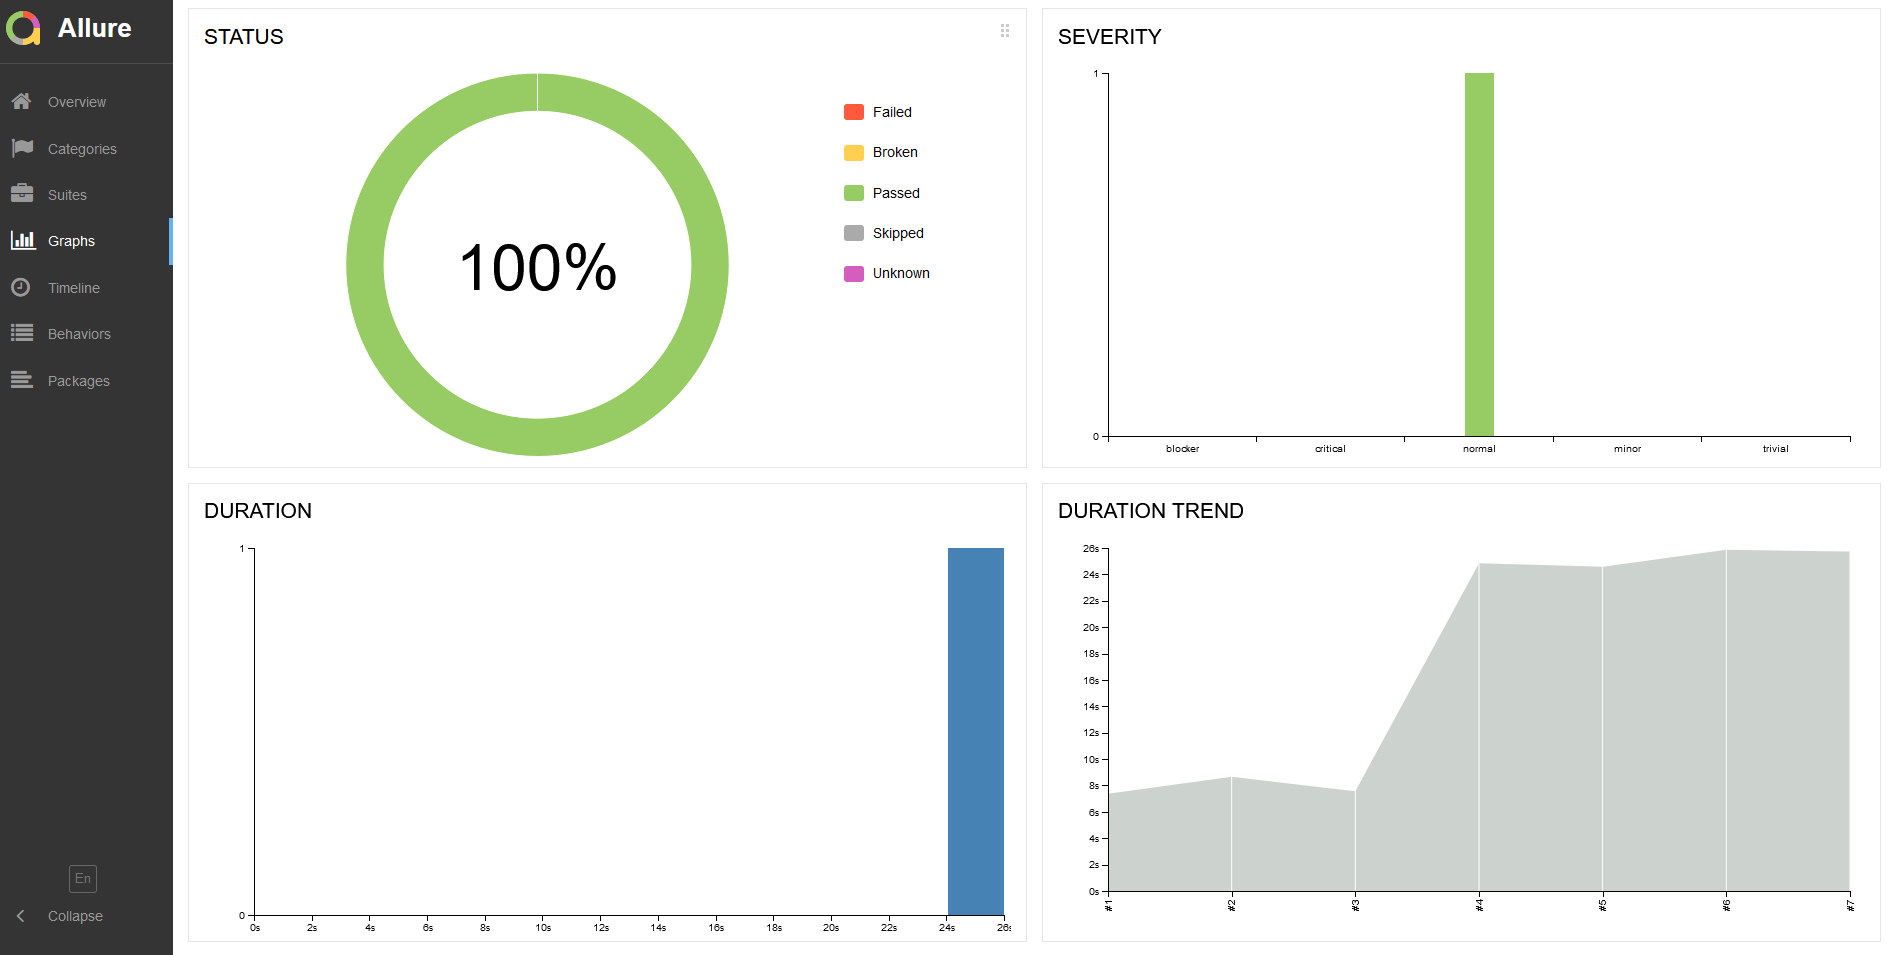 Allure
Overview
Categories
Suites
Graphs
Timeline
Behaviors
Packages
En
Collapse
STATUS
100%
Failed
Broken
Passed
Skipped
Unknown
SEVERITY
1
0
blocker critical normal minor trivial
DURATION
1
0
0s 2s 4s 6s 8s 10s 12s 14s 16s 18s 20s 22s 24s 26s
DURATION TREND
26s
24s
22s
20s
18s
16s
14s
12s
10s
8s
6s
4s
2s
0s
#1 #2 #3 #4 #5 #6 #7